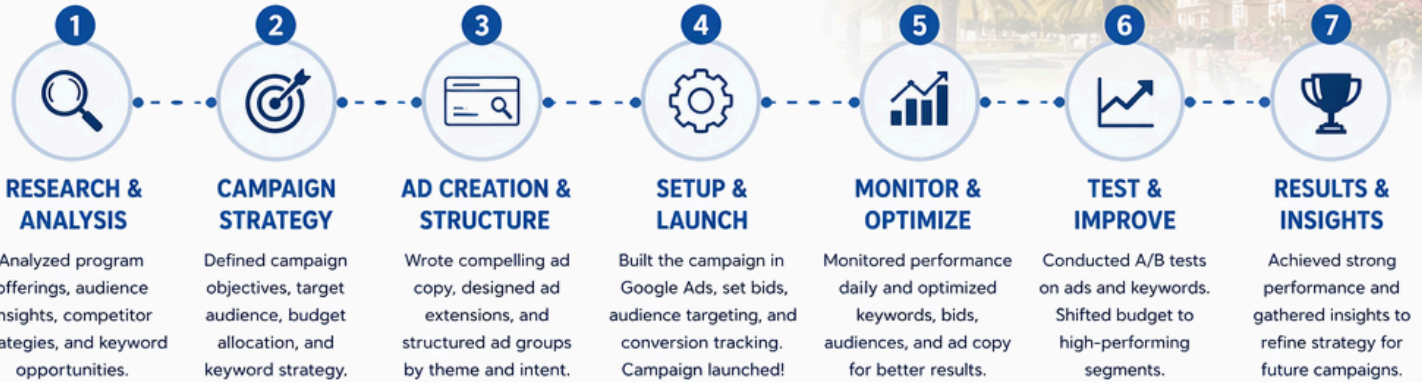 1
RESEARCH &
ANALYSIS
Analyzed program
offerings, audience
insights, competitor
strategies, and keyword
opportunities.
2
CAMPAIGN
STRATEGY
Defined campaign
objectives, target
audience, budget
allocation, and
keyword strategy.
3
AD CREATION &
STRUCTURE
Wrote compelling ad
copy, designed ad
extensions, and
structured ad groups
by theme and intent.
4
SETUP &
LAUNCH
Built the campaign in
Google Ads, set bids,
audience targeting, and
conversion tracking.
Campaign launched!
5
MONITOR &
OPTIMIZE
Monitored performance
daily and optimized
keywords, bids,
audiences, and ad copy
for better results.
6
TEST &
IMPROVE
Conducted A/B tests
on ads and keywords.
Shifted budget to
high-performing
segments.
7
RESULTS &
INSIGHTS
Achieved strong
performance and
gathered insights to
refine strategy for
future campaigns.